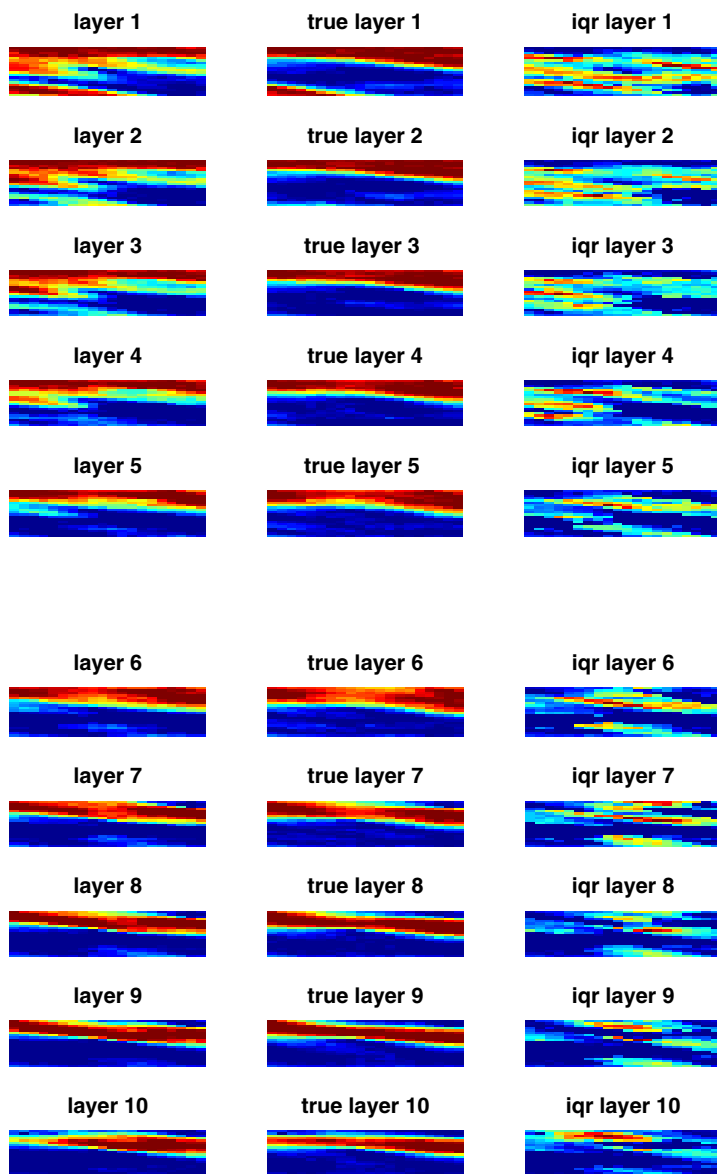 layer 1 true layer 1 iqr layer 1
layer 2 true layer 2 iqr layer 2
layer 3 true layer 3 iqr layer 3
layer 4 true layer 4 iqr layer 4
layer 5 true layer 5 iqr layer 5
layer 6 true layer 6 iqr layer 6
layer 7 true layer 7 iqr layer 7
layer 8 true layer 8 iqr layer 8
layer 9 true layer 9 iqr layer 9
layer 10 true layer 10 iqr layer 10